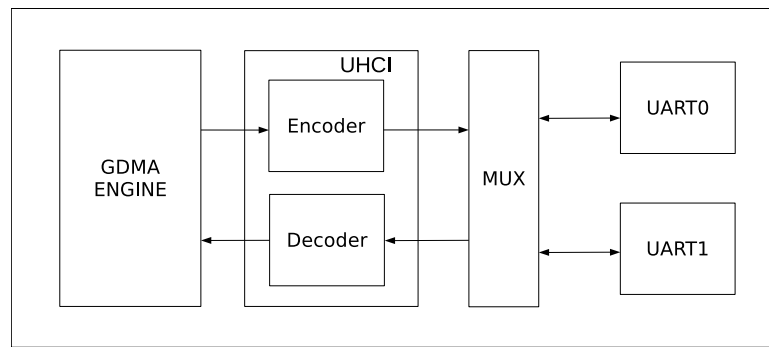 UHCI
Encoder
UART0
GDMA
ENGINE
MUX
Decoder
UART1